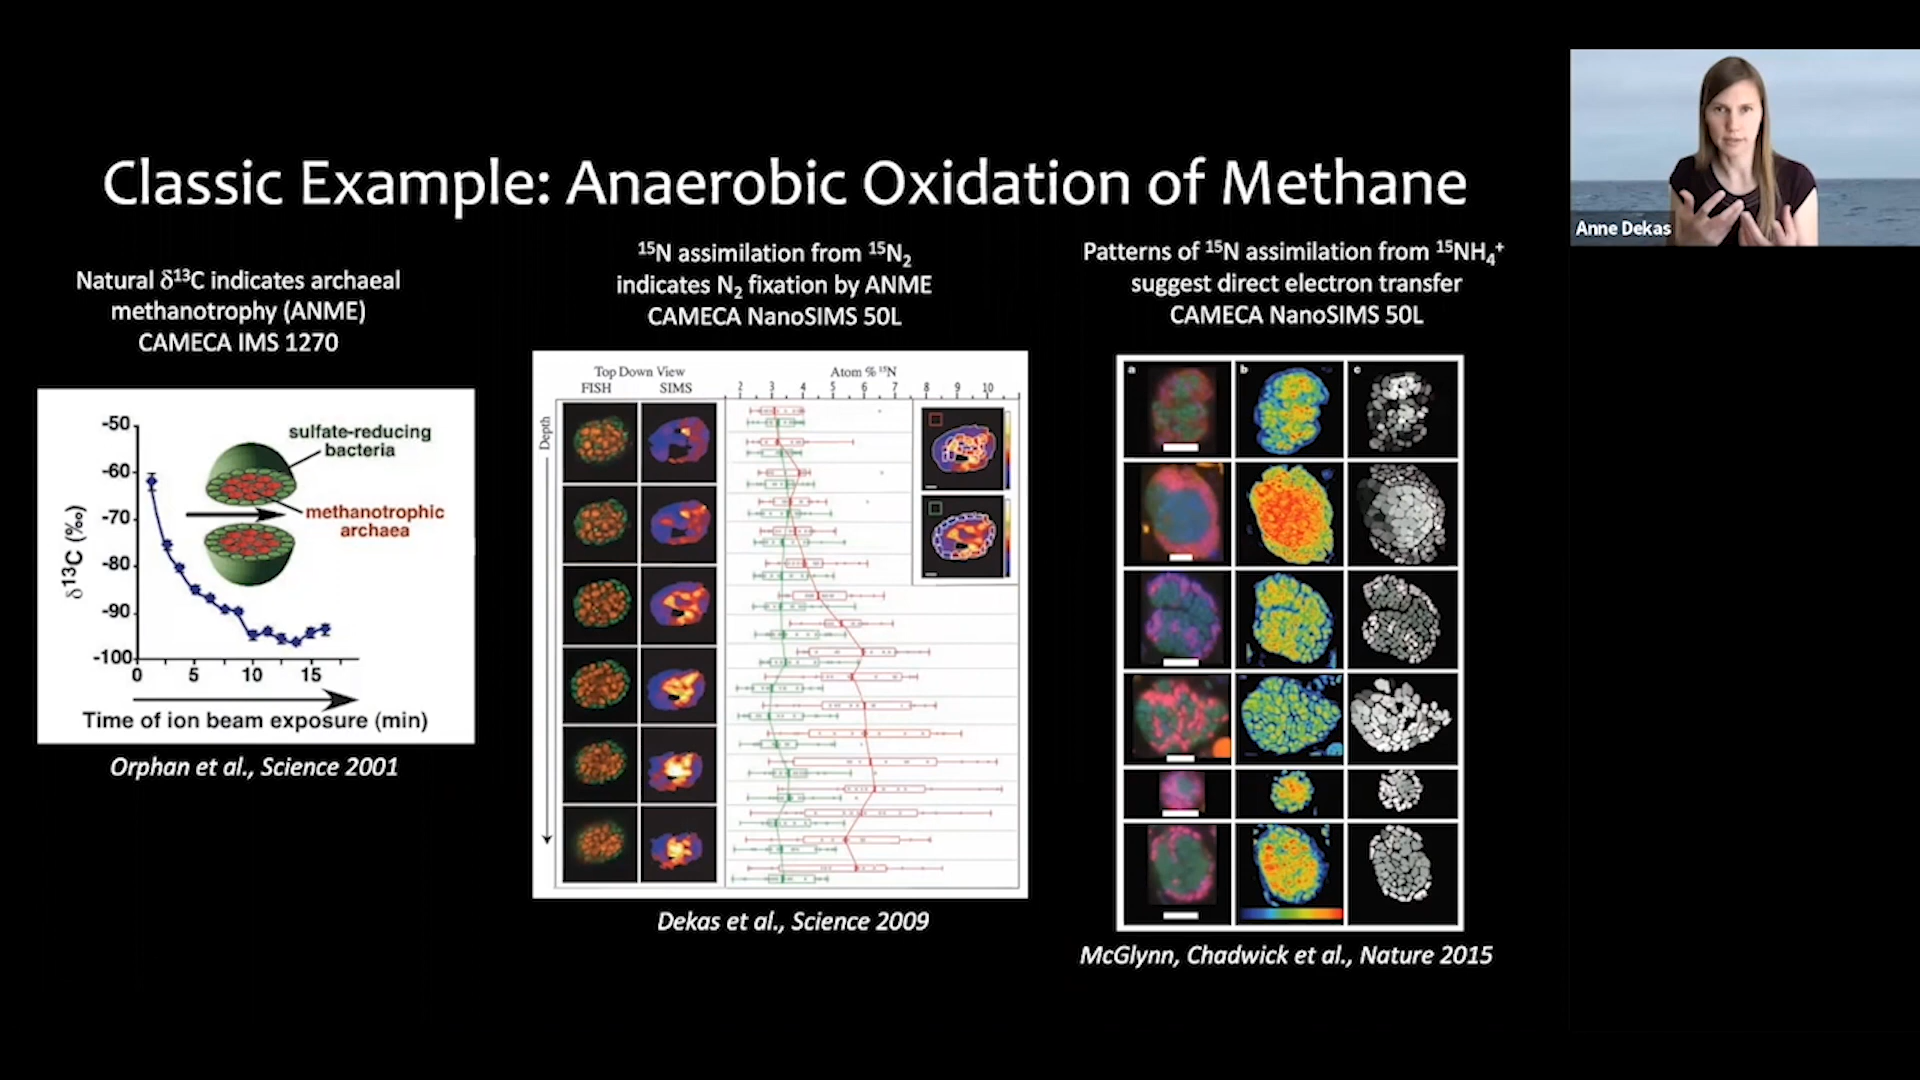 Classic Example: Anaerobic Oxidation of Methane
Natural δ¹³C indicates archaeal
methanotrophy (ANME)
CAMECA IMS 1270
-50
-60
-70
-80
-90
-100
δ¹³C (‰)
sulfate-reducing
bacteria
methanotrophic
archaea
0 5 10 15
Time of ion beam exposure (min)
Orphan et al., Science 2001
¹⁵N assimilation from ¹⁵N₂
indicates N₂ fixation by ANME
CAMECA NanoSIMS 50L
Top Down View
FISH SIMS
Atom % ¹⁵N
2 3 4 5 6 7 8 9 10
Depth
Dekas et al., Science 2009
Patterns of ¹⁵N assimilation from ¹⁵NH₄⁺
suggest direct electron transfer
CAMECA NanoSIMS 50L
a b c
McGlynn, Chadwick et al., Nature 2015
Anne Dekas